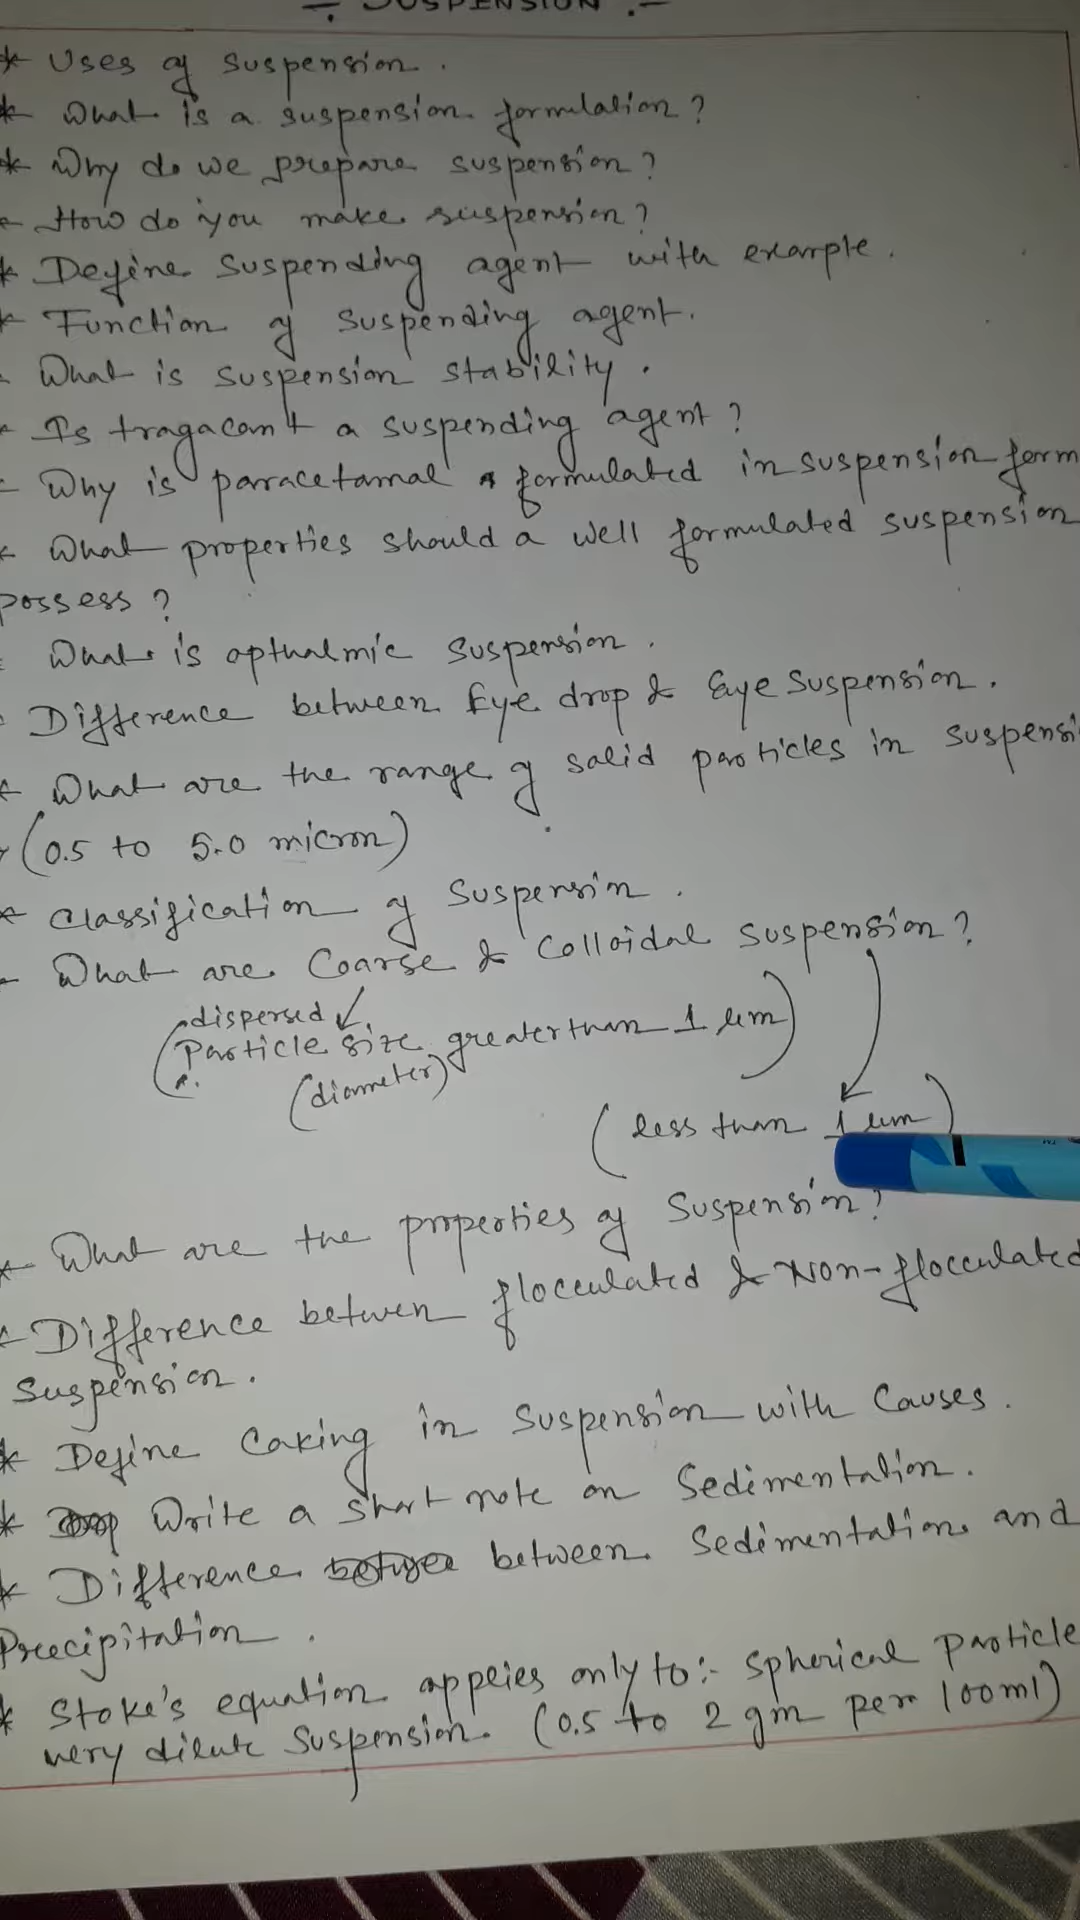 ÷ SUSPENSION :-
* Uses of suspension.
* What is a suspension formulation?
* Why do we prepare suspension?
* How do you make suspension?
* Define suspending agent with example.
* Function of suspending agent.
- What is suspension stability.
* Is tragacant a suspending agent?
- Why is paracetamal formulated in suspension form
* What properties should a well formulated suspension
possess?
- What is opthalmic suspension.
- Difference between Eye drop & Eye suspension.
* What are the range of solid particles in suspensi
(0.5 to 5.0 micron)
* Classification of Suspension.
- What are Coarse & Colloidal suspension?
dispersed
(Particle size greater than 1 µm)
(diameter)
(less than 1 µm)
* What are the properties of Suspension?
* Difference betwen flocculated & Non-flocculated
suspension.
* Define Caking in suspension with Causes.
* Write a short note on Sedimentation.
* Difference between Sedimentation and
Precipitation.
* Stoke's equation applies only to:- spherical particle
very dilute suspension. (0.5 to 2 gm per 100ml)